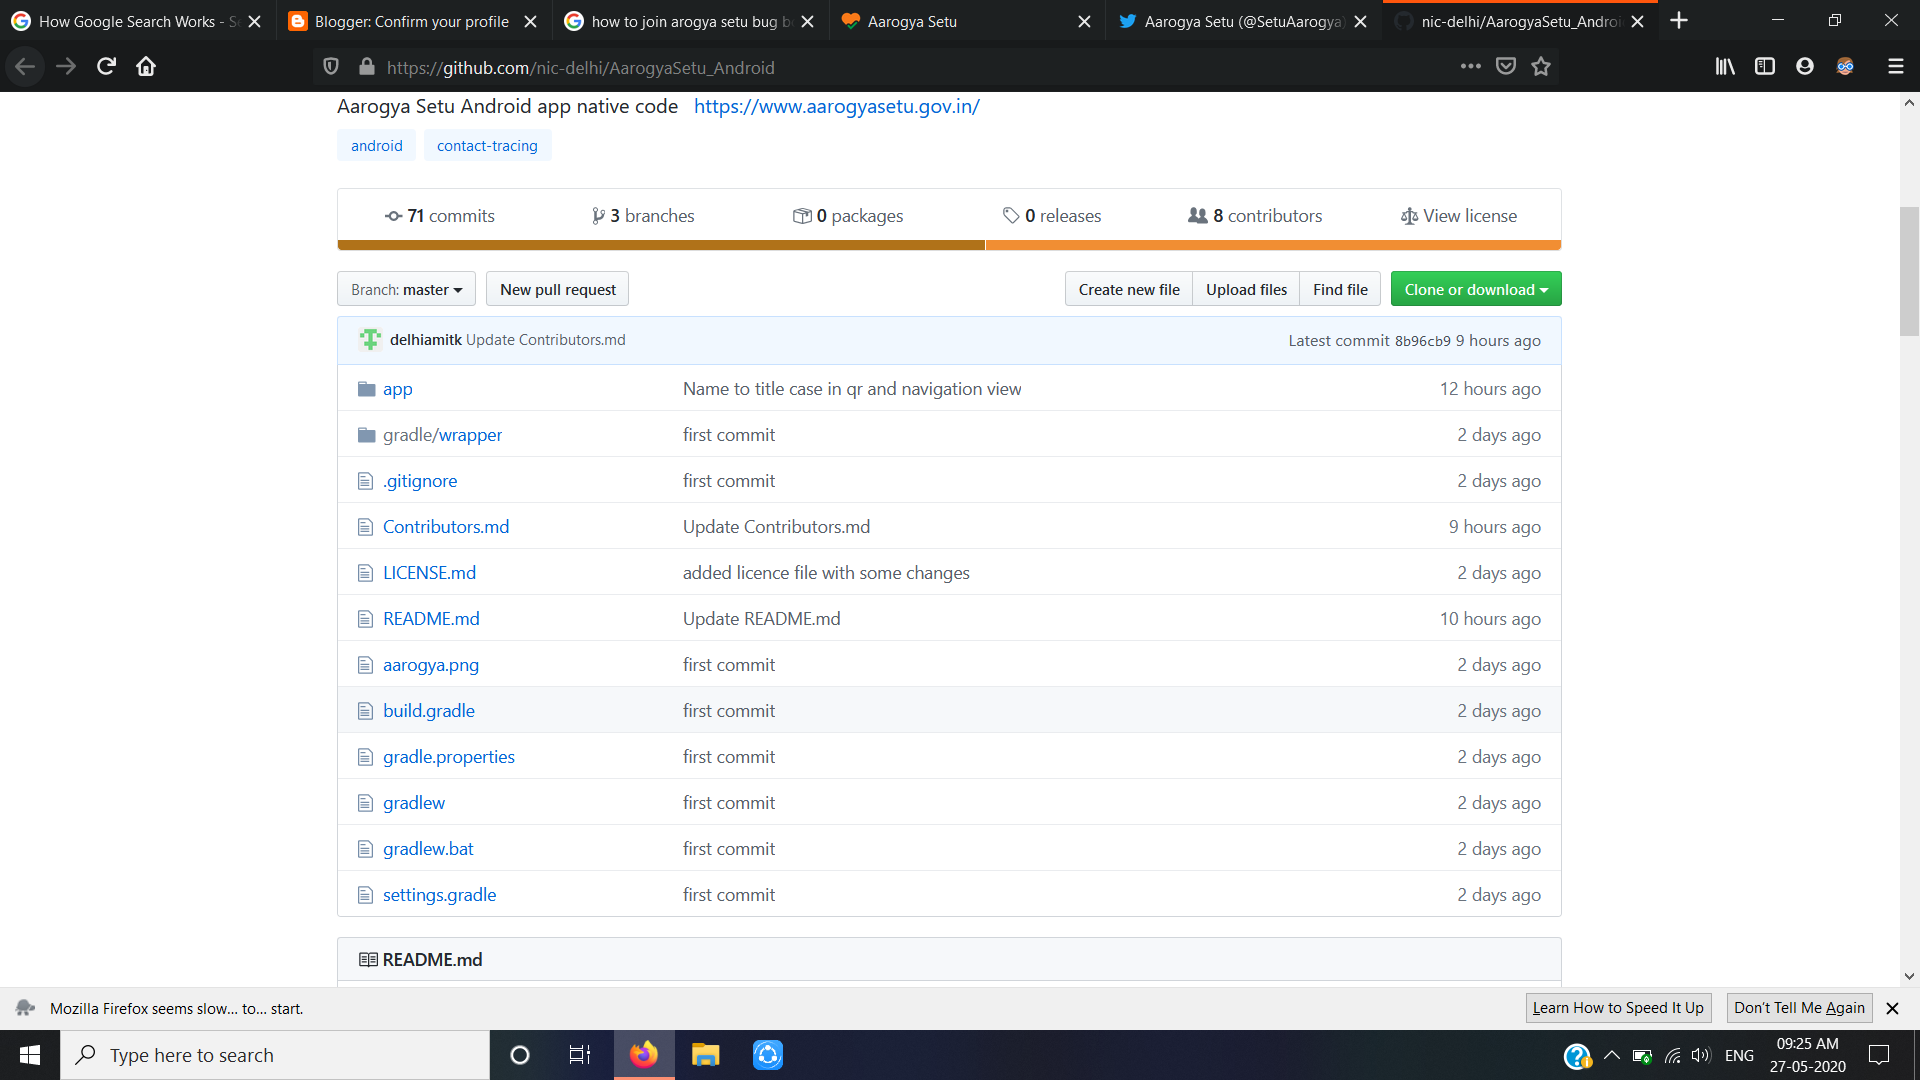 How Google Search Works - S
Blogger: Confirm your profile
how to join arogya setu bug b
Aarogya Setu
Aarogya Setu (@SetuAarogya)
nic-delhi/AarogyaSetu_Androi
https://github.com/nic-delhi/AarogyaSetu_Android
Aarogya Setu Android app native code https://www.aarogyasetu.gov.in/
android contact-tracing
71 commits 3 branches 0 packages 0 releases 8 contributors View license
Branch: master New pull request Create new file Upload files Find file Clone or download
delhiamitk Update Contributors.md Latest commit 8b96cb9 9 hours ago
app Name to title case in qr and navigation view 12 hours ago
gradle/wrapper first commit 2 days ago
.gitignore first commit 2 days ago
Contributors.md Update Contributors.md 9 hours ago
LICENSE.md added licence file with some changes 2 days ago
README.md Update README.md 10 hours ago
aarogya.png first commit 2 days ago
build.gradle first commit 2 days ago
gradle.properties first commit 2 days ago
gradlew first commit 2 days ago
gradlew.bat first commit 2 days ago
settings.gradle first commit 2 days ago
README.md
Mozilla Firefox seems slow... to... start. Learn How to Speed It Up Don't Tell Me Again
Type here to search
ENG
09:25 AM
27-05-2020